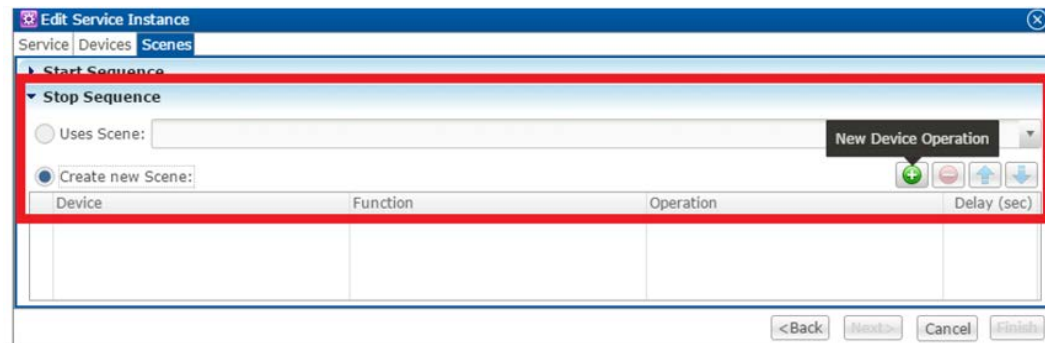 Edit Service Instance
Service Devices Scenes
Start Sequence
Stop Sequence
Uses Scene:
New Device Operation
Create new Scene:
Device Function Operation Delay (sec)
<Back Next> Cancel Finish